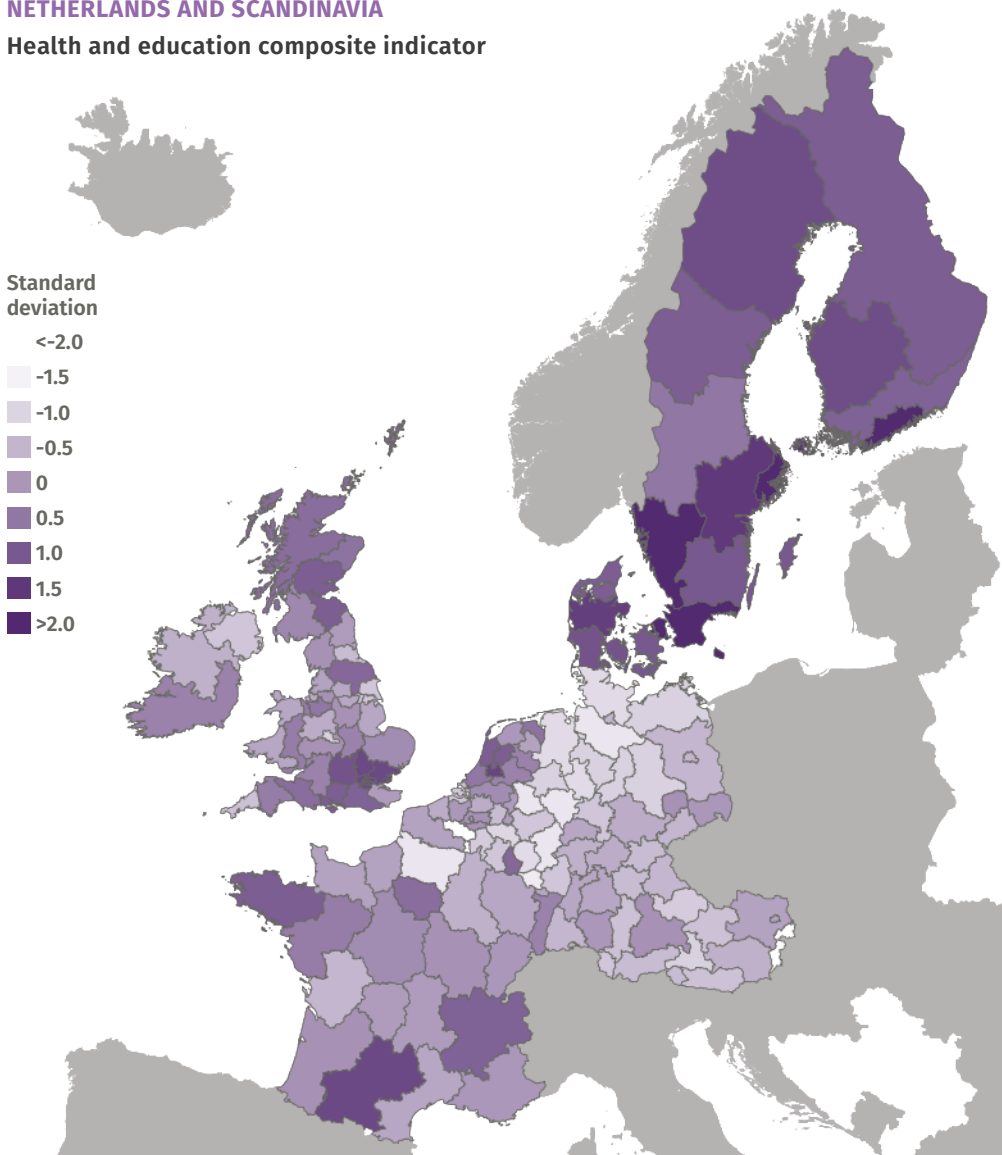 NETHERLANDS AND SCANDINAVIA
Health and education composite indicator
Standard
deviation
<-2.0
-1.5
-1.0
-0.5
0
0.5
1.0
1.5
>2.0